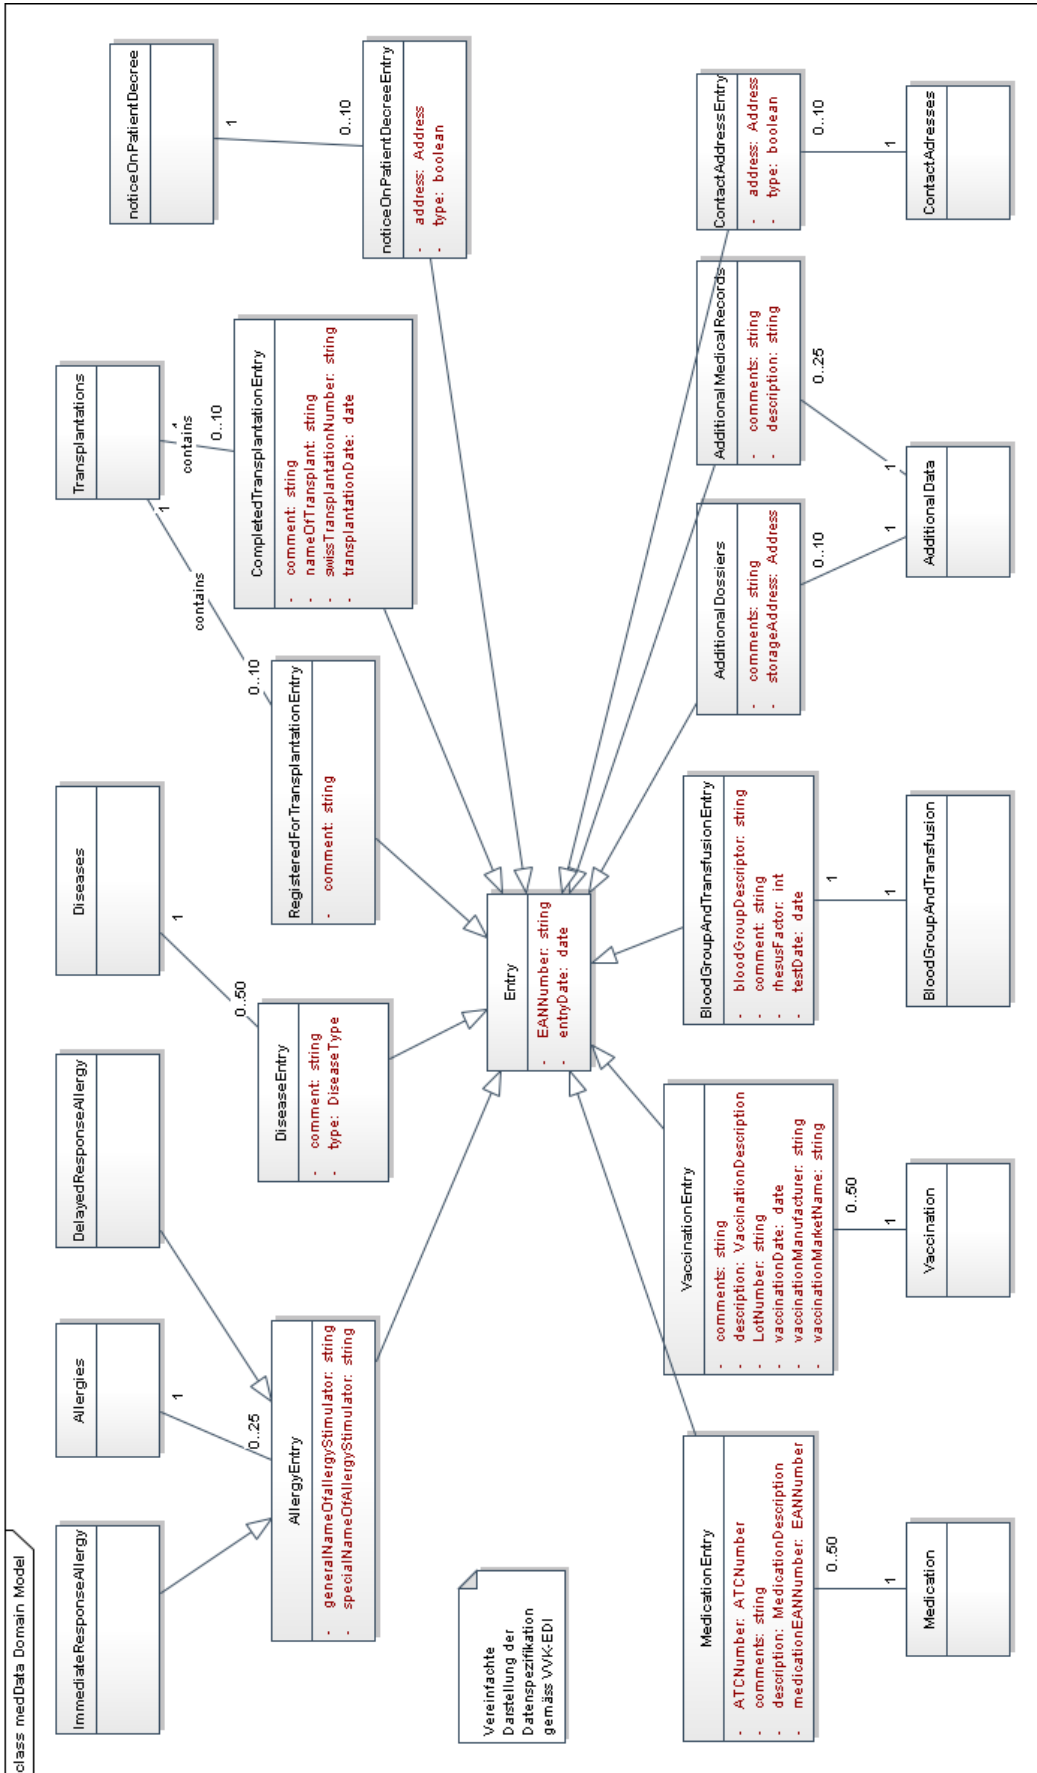 class medData Domain Model
ImmediateResponseAllergy
Allergies
DelayedResponseAllergy
Diseases
Transplantations
noticeOnPatientDecree
1
0..25
1
0..50
1
contains
0..10
1
contains
0..10
1
0..10
AllergyEntry
- generalNameOfallergyStimulator: string
- specialNameOfAllergyStimulator: string
DiseaseEntry
- comment: string
- type: DiseaseType
RegisteredForTransplantationEntry
- comment: string
CompletedTransplantationEntry
- comment: string
- nameOfTransplant: string
- swissTransplantationNumber: string
- transplantationDate: date
noticeOnPatientDecreeEntry
- address: Address
- type: boolean
Vereinfachte
Darstellung der
Datenspezifikation
gemäss VVK-EDI
Entry
- EANNumber: string
- entryDate: date
MedicationEntry
- ATCNumber: ATCNumber
- comments: string
- description: MedicationDescription
- medicationEANNumber: EANNumber
VaccinationEntry
- comments: string
- description: VaccinationDescription
- LotNumber: string
- vaccinationDate: date
- vaccinationManufacturer: string
- vaccinationMarketName: string
BloodGroupAndTransfusionEntry
- bloodGroupDescriptor: string
- comment: string
- rhesusFactor: int
- testDate: date
AdditionalDossiers
- comments: string
- storageAddress: Address
AdditionalMedicalRecords
- comments: string
- description: string
ContactAddressEntry
- address: Address
- type: boolean
0..50
1
0..50
1
1
1
0..10
1
0..25
1
0..10
1
Medication
Vaccination
BloodGroupAndTransfusion
AdditionalData
ContactAdresses